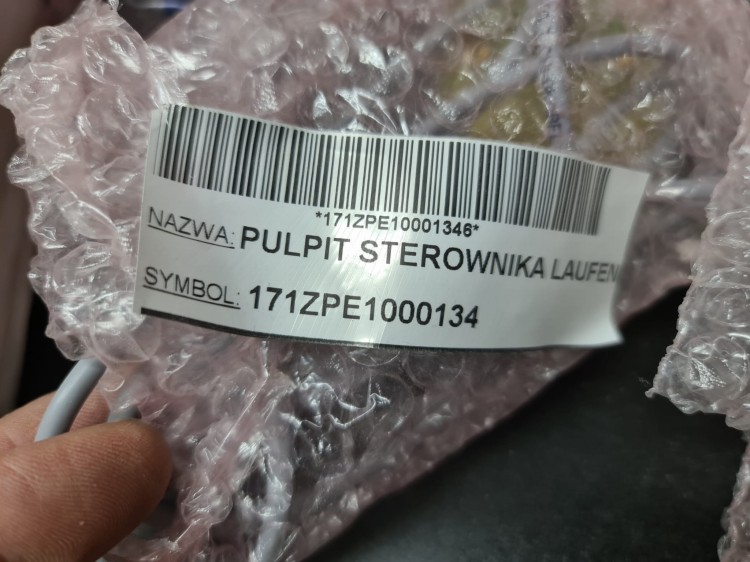 *171ZPE10001346*
NAZWA: PULPIT STEROWNIKA LAUFEN
SYMBOL: 171ZPE1000134